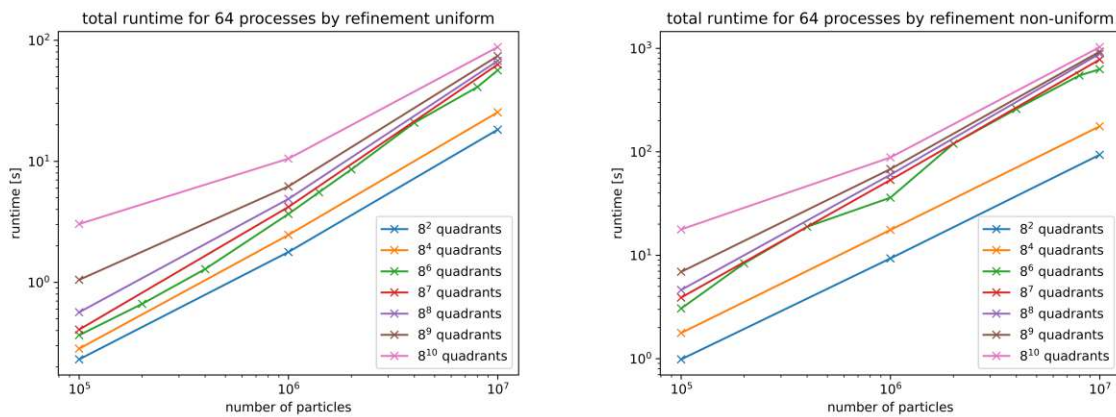 total runtime for 64 processes by refinement uniform
10²
10¹
10⁰
runtime [s]
8² quadrants
8⁴ quadrants
8⁶ quadrants
8⁷ quadrants
8⁸ quadrants
8⁹ quadrants
8¹⁰ quadrants
10⁵
10⁶
10⁷
number of particles
total runtime for 64 processes by refinement non-uniform
10³
10²
10¹
10⁰
runtime [s]
8² quadrants
8⁴ quadrants
8⁶ quadrants
8⁷ quadrants
8⁸ quadrants
8⁹ quadrants
8¹⁰ quadrants
10⁵
10⁶
10⁷
number of particles